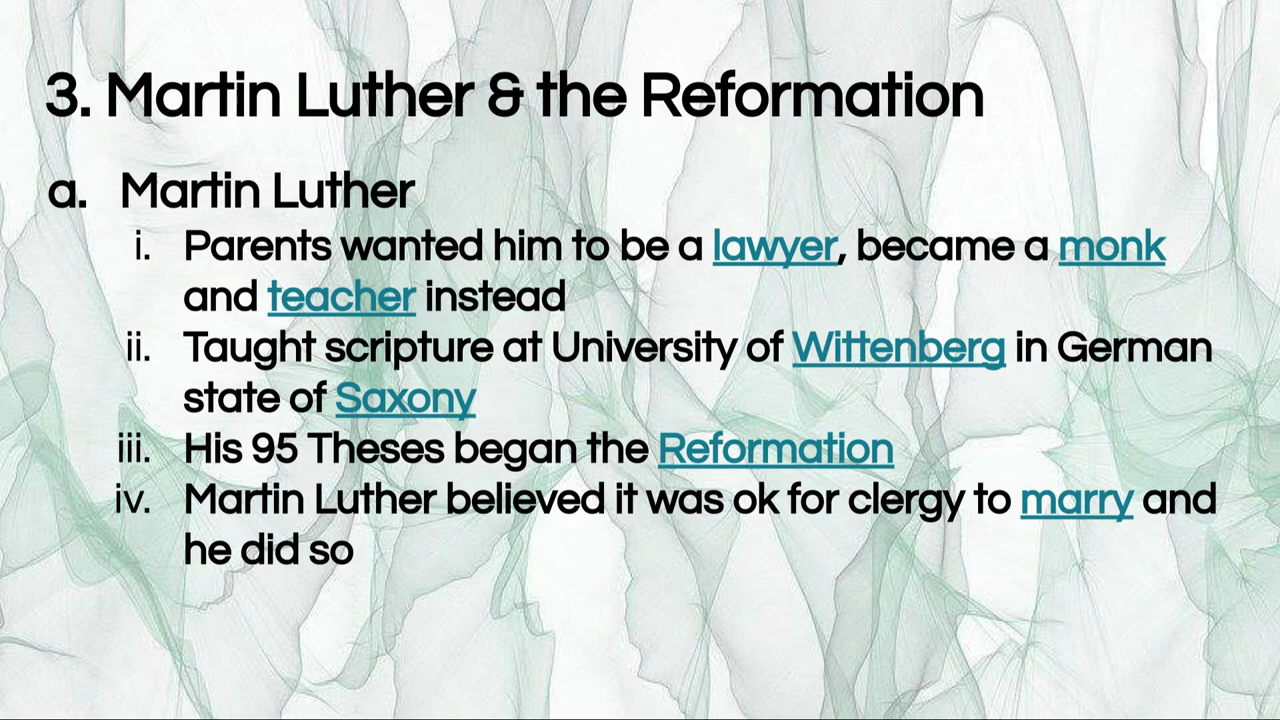 3. Martin Luther & the Reformation
a. Martin Luther
i. Parents wanted him to be a lawyer, became a monk
and teacher instead
ii. Taught scripture at University of Wittenberg in German
state of Saxony
iii. His 95 Theses began the Reformation
iv. Martin Luther believed it was ok for clergy to marry and
he did so